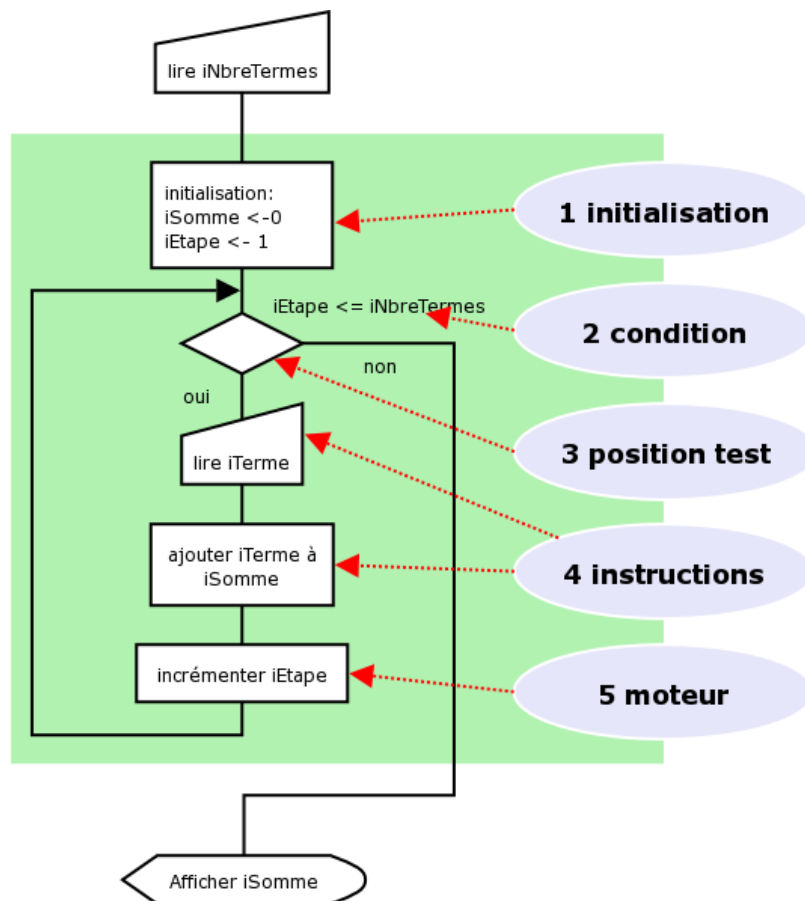 lire iNbreTermes
initialisation:
iSomme <-0
iEtape <- 1
1 initialisation
iEtape <= iNbreTermes
2 condition
non
oui
3 position test
lire iTerme
ajouter iTerme à
iSomme
4 instructions
incrémenter iEtape
5 moteur
Afficher iSomme